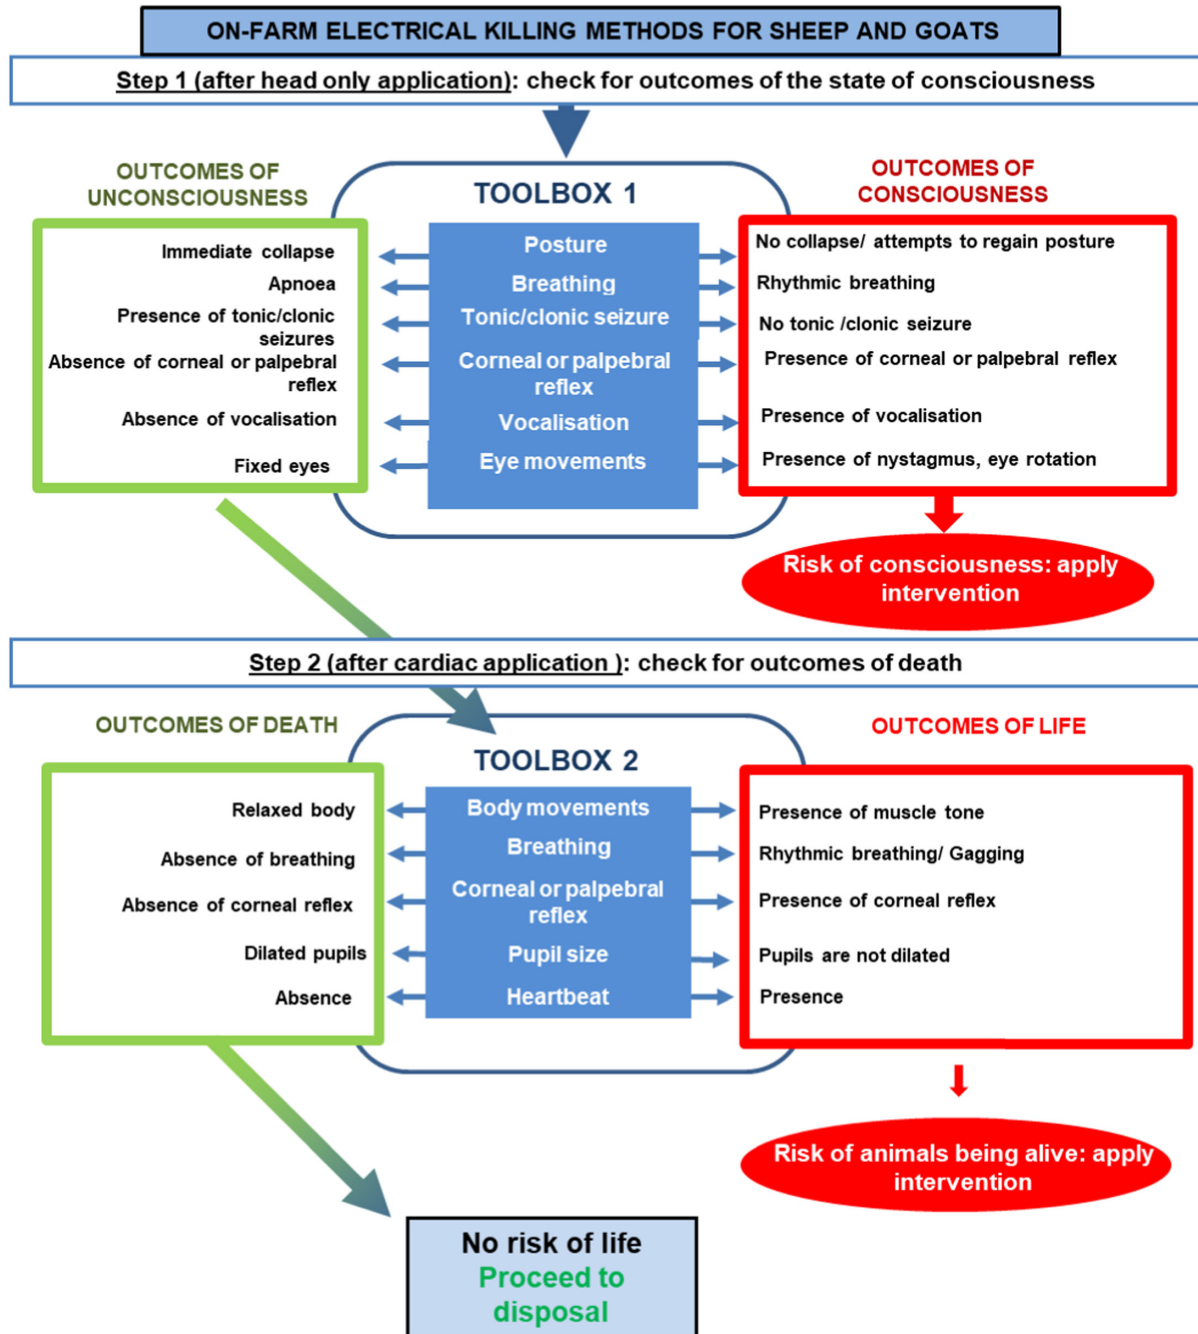 ON-FARM ELECTRICAL KILLING METHODS FOR SHEEP AND GOATS
Step 1 (after head only application): check for outcomes of the state of consciousness
OUTCOMES OF
UNCONSCIOUSNESS
TOOLBOX 1
OUTCOMES OF
CONSCIOUSNESS
Immediate collapse
Posture
No collapse/ attempts to regain posture
Apnoea
Breathing
Rhythmic breathing
Presence of tonic/clonic
seizures
Tonic/clonic seizure
No tonic /clonic seizure
Absence of corneal or palpebral
reflex
Corneal or palpebral
reflex
Presence of corneal or palpebral reflex
Absence of vocalisation
Vocalisation
Presence of vocalisation
Fixed eyes
Eye movements
Presence of nystagmus, eye rotation
Risk of consciousness: apply
intervention
Step 2 (after cardiac application ): check for outcomes of death
OUTCOMES OF DEATH
TOOLBOX 2
OUTCOMES OF LIFE
Relaxed body
Body movements
Presence of muscle tone
Absence of breathing
Breathing
Rhythmic breathing/ Gagging
Absence of corneal reflex
Corneal or palpebral
reflex
Presence of corneal reflex
Dilated pupils
Pupil size
Pupils are not dilated
Absence
Heartbeat
Presence
Risk of animals being alive: apply
intervention
No risk of life
Proceed to
disposal